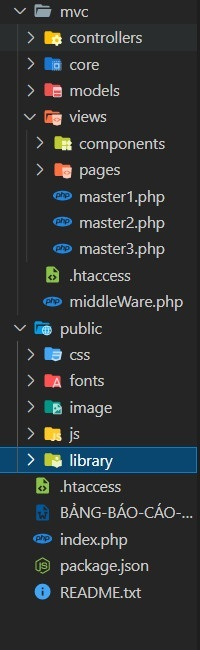 mvc
controllers
core
models
views
components
pages
master1.php
master2.php
master3.php
.htaccess
middleWare.php
public
css
fonts
image
js
library
.htaccess
BẢNG-BÁO-CÁO-...
index.php
package.json
README.txt